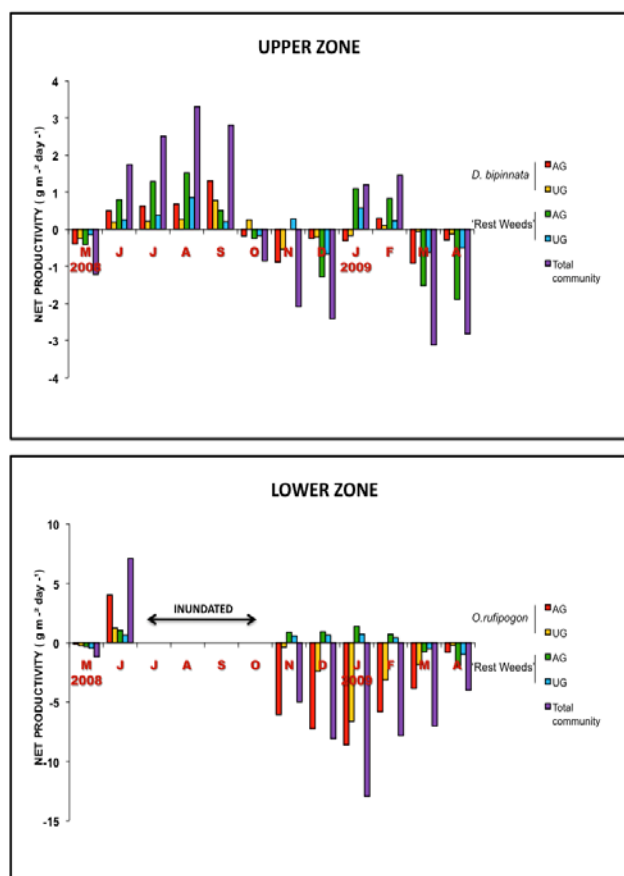 UPPER ZONE
NET PRODUCTIVITY ( g m -² day -¹)
4
3
2
1
0
-1
-2
-3
-4
M J J A S O N D J F M A
2008 2009
D. bipinnata
AG
UG
'Rest Weeds'
AG
UG
Total
community
LOWER ZONE
NET PRODUCTIVITY ( g m -² day -¹)
10
5
0
-5
-10
-15
INUNDATED
M J J A S O N D J F M A
2008
O.rufipogon
AG
UG
'Rest Weeds'
AG
UG
Total
community